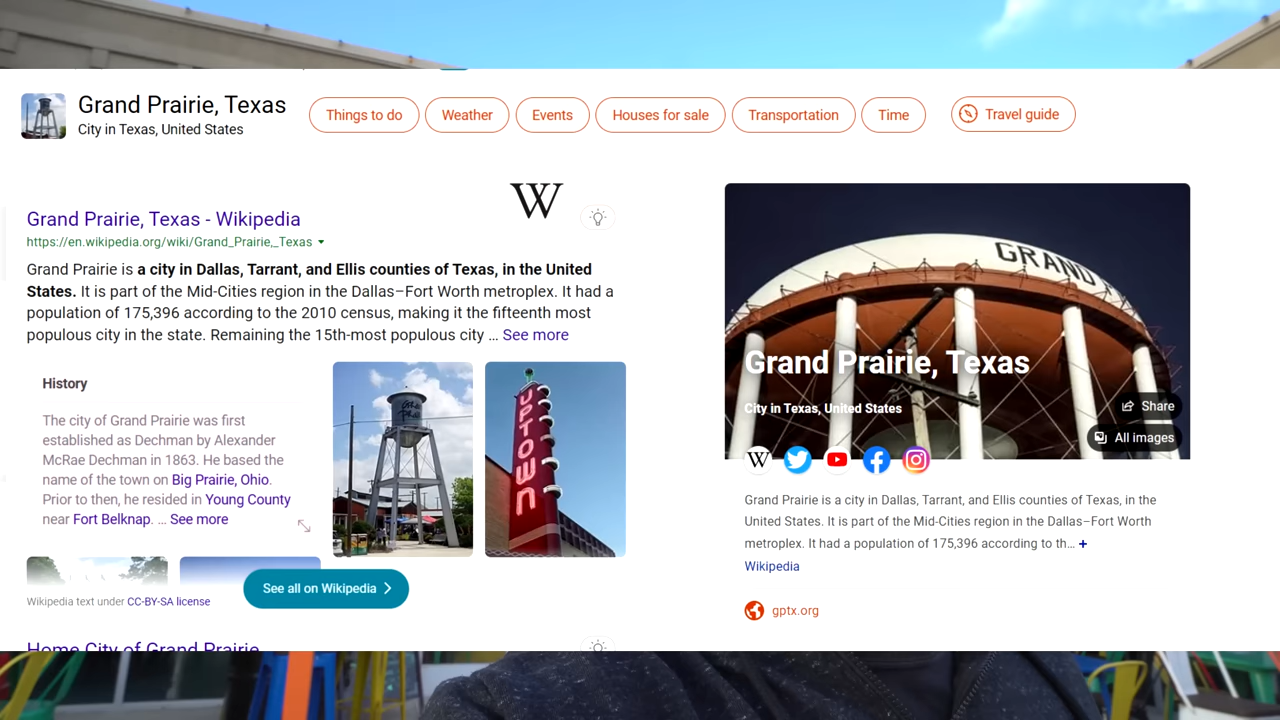 Grand Prairie, Texas
City in Texas, United States
Things to do
Weather
Events
Houses for sale
Transportation
Time
Travel guide
W
Grand Prairie, Texas - Wikipedia
https://en.wikipedia.org/wiki/Grand_Prairie,_Texas
Grand Prairie is a city in Dallas, Tarrant, and Ellis counties of Texas, in the United
States. It is part of the Mid-Cities region in the Dallas–Fort Worth metroplex. It had a
population of 175,396 according to the 2010 census, making it the fifteenth most
populous city in the state. Remaining the 15th-most populous city ... See more
History
The city of Grand Prairie was first
established as Dechman by Alexander
McRae Dechman in 1863. He based the
name of the town on Big Prairie, Ohio.
Prior to then, he resided in Young County
near Fort Belknap. ... See more
UPTOWN
See all on Wikipedia
Wikipedia text under CC-BY-SA license
Home City of Grand Prairie
GRAND
Grand Prairie, Texas
City in Texas, United States
Share
All images
W
Grand Prairie is a city in Dallas, Tarrant, and Ellis counties of Texas, in the
United States. It is part of the Mid-Cities region in the Dallas–Fort Worth
metroplex. It had a population of 175,396 according to th... +
Wikipedia
gptx.org